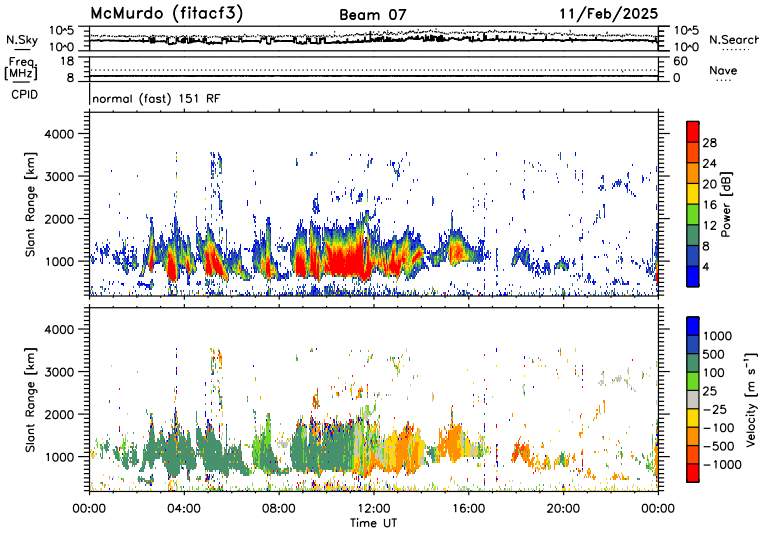 McMurdo (fitacf3) Beam 07 11/Feb/2025
N.Sky 10^5 10^0 10^5 10^0 N.Search
Freq. [MHz] 18 8 60 0 Nave
CPID normal (fast) 151 RF
Slant Range [km] 4000 3000 2000 1000
Power [dB] 28 24 20 16 12 8 4
Slant Range [km] 4000 3000 2000 1000
Velocity [m s⁻¹] 1000 500 100 25 −25 −100 −500 −1000
00:00 04:00 08:00 12:00 16:00 20:00 00:00
Time UT